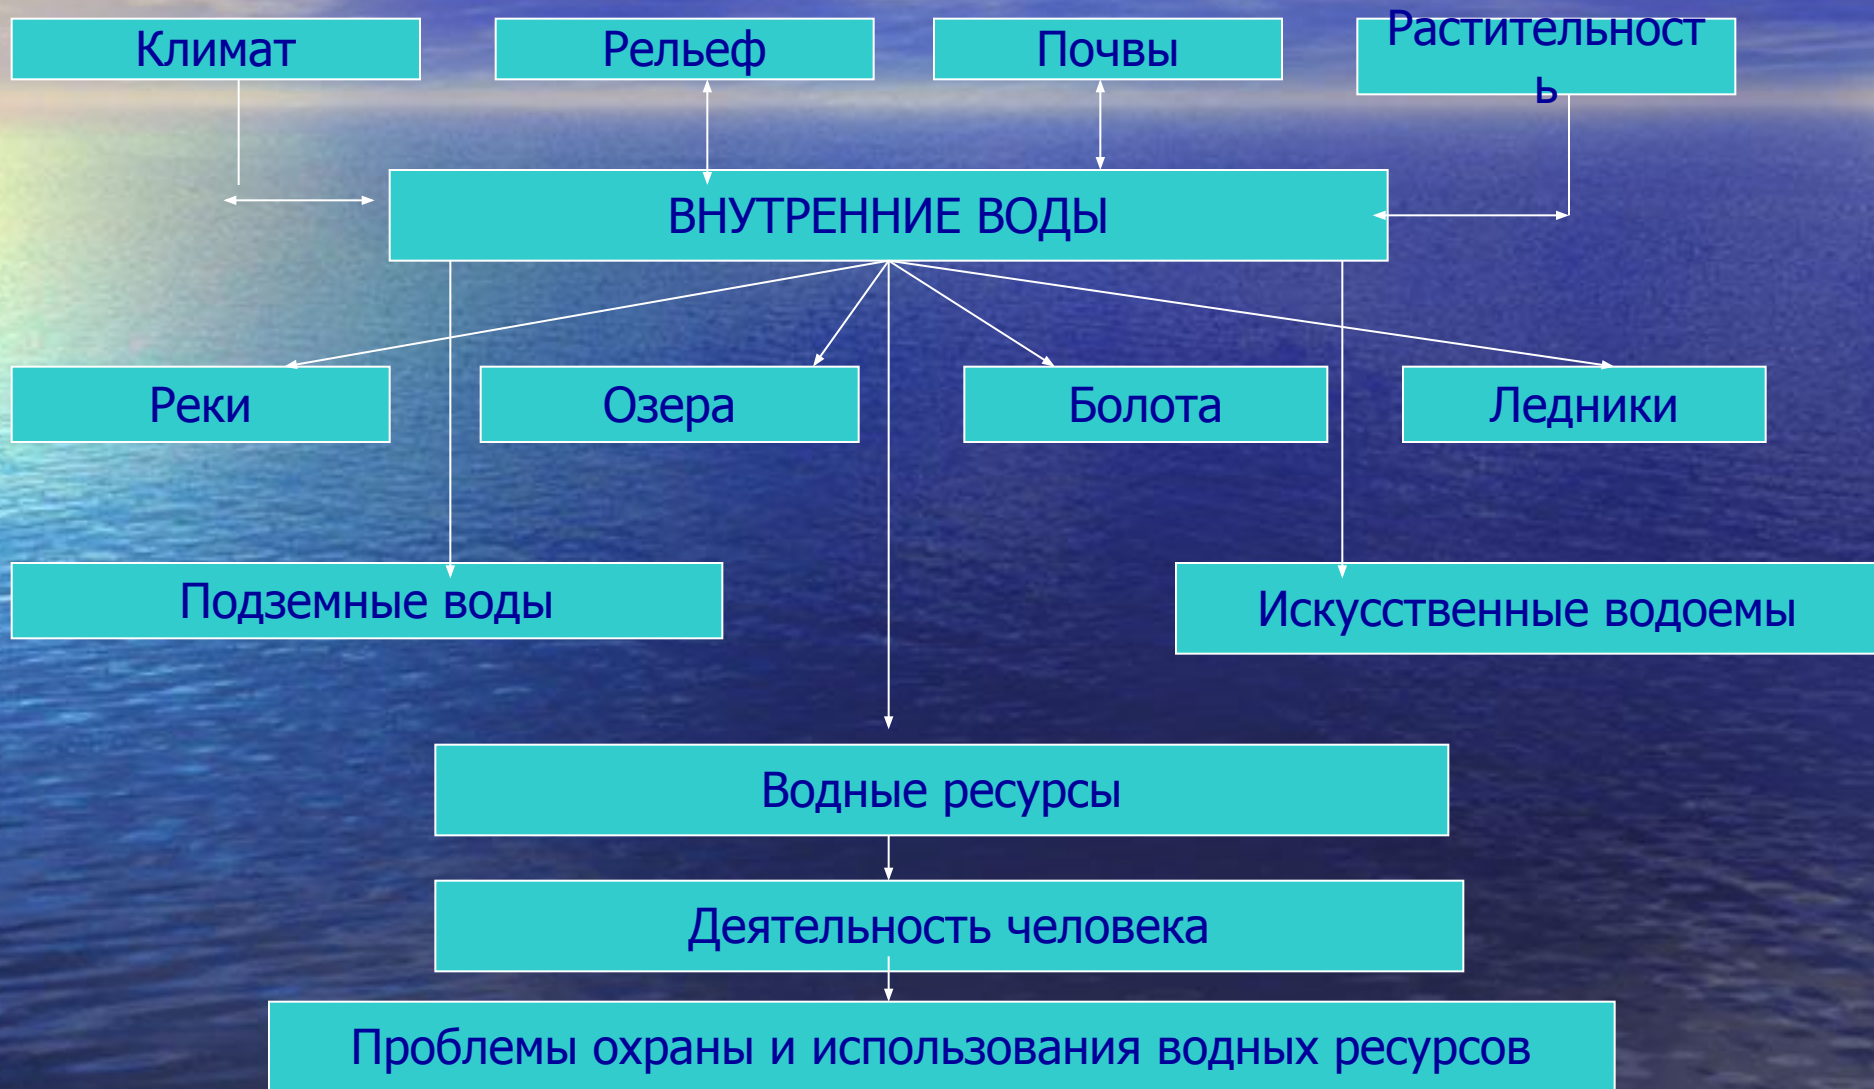 Климат
Рельеф
Почвы
Растительност
ь
ВНУТРЕННИЕ ВОДЫ
Реки
Озера
Болота
Ледники
Подземные воды
Искусственные водоемы
Водные ресурсы
Деятельность человека
Проблемы охраны и использования водных ресурсов